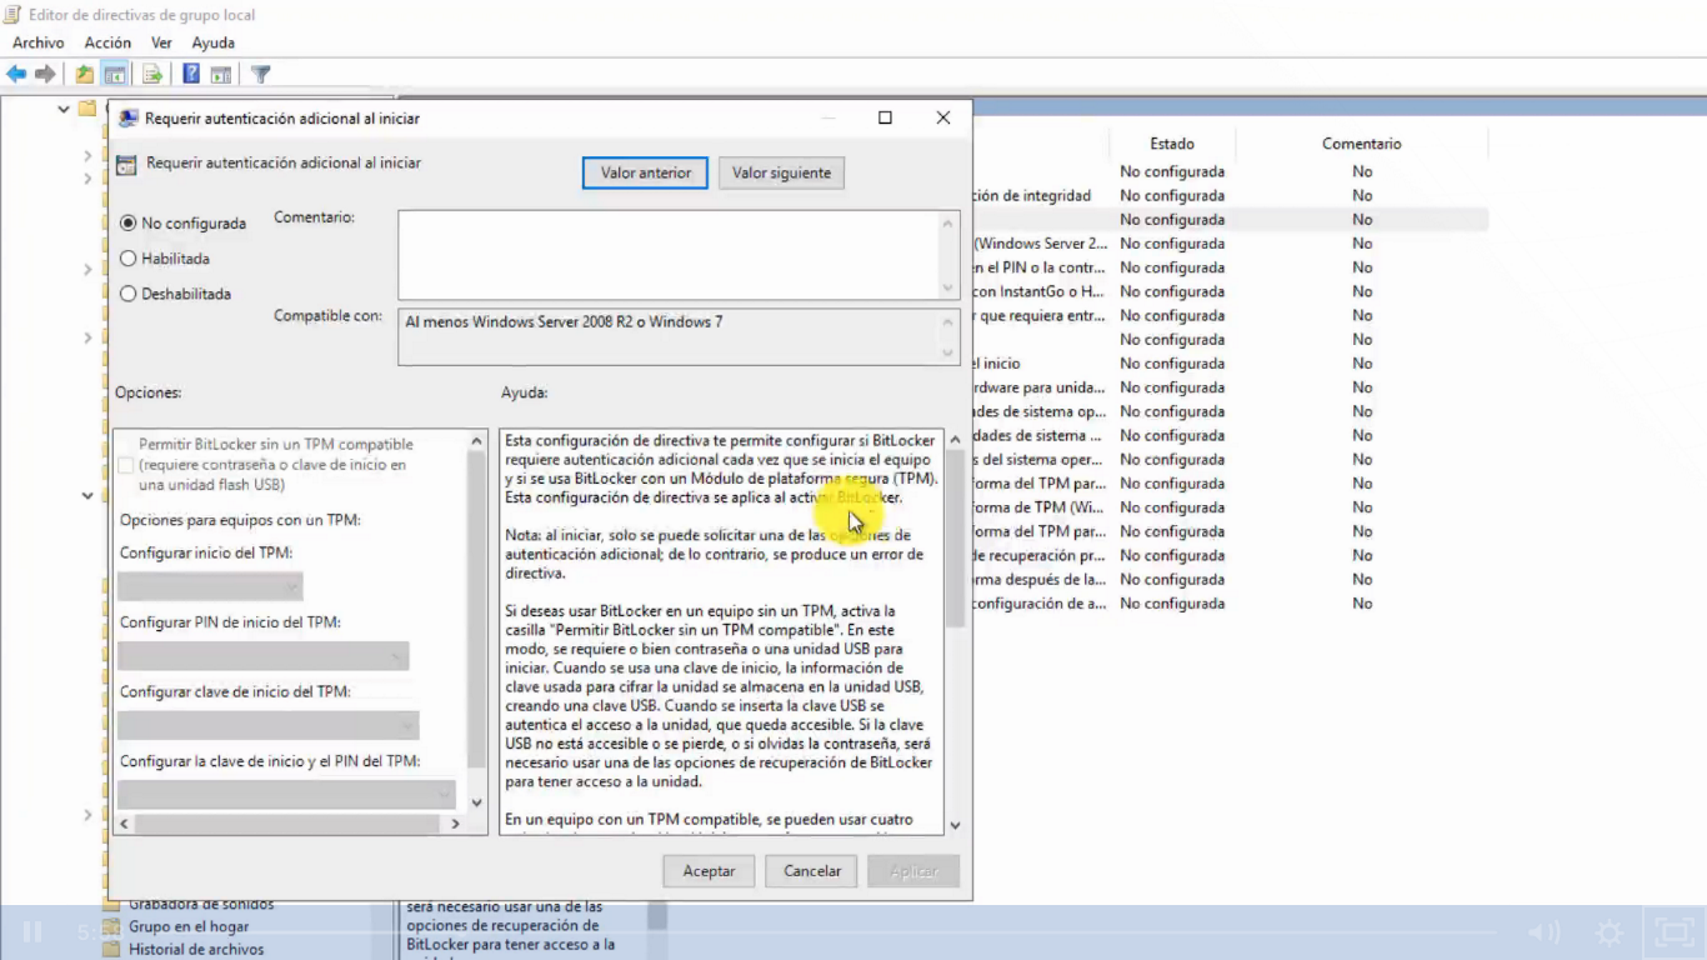 Editor de directivas de grupo local
Archivo Acción Ver Ayuda
Requerir autenticación adicional al iniciar
Requerir autenticación adicional al iniciar
Valor anterior Valor siguiente
No configurada
Habilitada
Deshabilitada
Comentario:
Compatible con:
Al menos Windows Server 2008 R2 o Windows 7
Opciones:
Ayuda:
Permitir BitLocker sin un TPM compatible
(requiere contraseña o clave de inicio en
una unidad flash USB)
Opciones para equipos con un TPM:
Configurar inicio del TPM:
Configurar PIN de inicio del TPM:
Configurar clave de inicio del TPM:
Configurar la clave de inicio y el PIN del TPM:
Esta configuración de directiva te permite configurar si BitLocker
requiere autenticación adicional cada vez que se inicia el equipo
y si se usa BitLocker con un Módulo de plataforma segura (TPM).
Esta configuración de directiva se aplica al activar BitLocker.
Nota: al iniciar, solo se puede solicitar una de las opciones de
autenticación adicional; de lo contrario, se produce un error de
directiva.
Si deseas usar BitLocker en un equipo sin un TPM, activa la
casilla "Permitir BitLocker sin un TPM compatible". En este
modo, se requiere o bien contraseña o una unidad USB para
iniciar. Cuando se usa una clave de inicio, la información de
clave usada para cifrar la unidad se almacena en la unidad USB,
creando una clave USB. Cuando se inserta la clave USB se
autentica el acceso a la unidad, que queda accesible. Si la clave
USB no está accesible o se pierde, o si olvidas la contraseña, será
necesario usar una de las opciones de recuperación de BitLocker
para tener acceso a la unidad.
En un equipo con un TPM compatible, se pueden usar cuatro
Aceptar Cancelar Aplicar
Estado Comentario
No configurada No
ción de integridad No configurada No
No configurada No
(Windows Server 2... No configurada No
n el PIN o la contr... No configurada No
con InstantGo o H... No configurada No
r que requiera entr... No configurada No
No configurada No
el inicio No configurada No
rdware para unida... No configurada No
des de sistema op... No configurada No
dades de sistema ... No configurada No
s del sistema oper... No configurada No
forma del TPM par... No configurada No
forma de TPM (Wi... No configurada No
forma del TPM par... No configurada No
de recuperación pr... No configurada No
rma después de la... No configurada No
configuración de a... No configurada No
Grabadora de sonidos
Grupo en el hogar
Historial de archivos
será necesario usar una de las
opciones de recuperación de
BitLocker para tener acceso a la